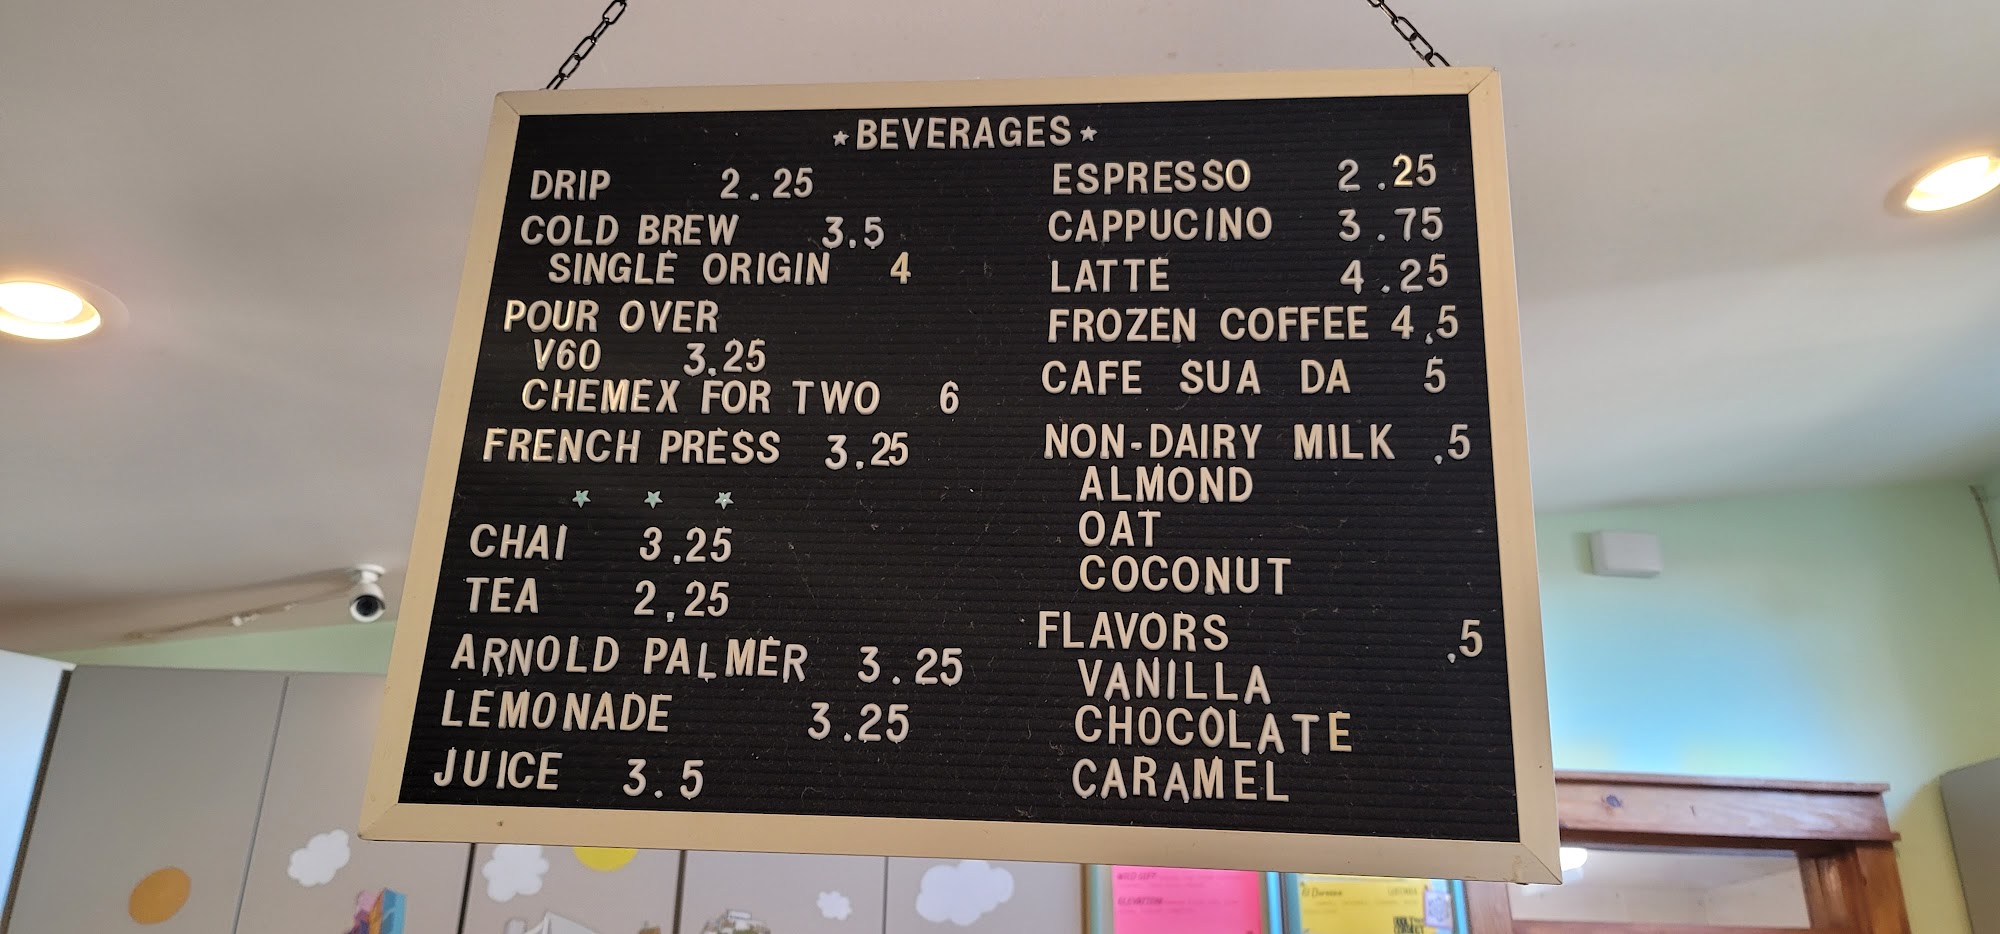 ★BEVERAGES★
DRIP 2.25
COLD BREW 3.5
SINGLE ORIGIN 4
POUR OVER
V60 3.25
CHEMEX FOR TWO 6
FRENCH PRESS 3.25
★ ★ ★
CHAI 3.25
TEA 2.25
ARNOLD PALMER 3.25
LEMONADE 3.25
JUICE 3.5
ESPRESSO 2.25
CAPPUCINO 3.75
LATTE 4.25
FROZEN COFFEE 4.5
CAFE SUA DA 5
NON-DAIRY MILK .5
ALMOND
OAT
COCONUT
FLAVORS .5
VANILLA
CHOCOLATE
CARAMEL